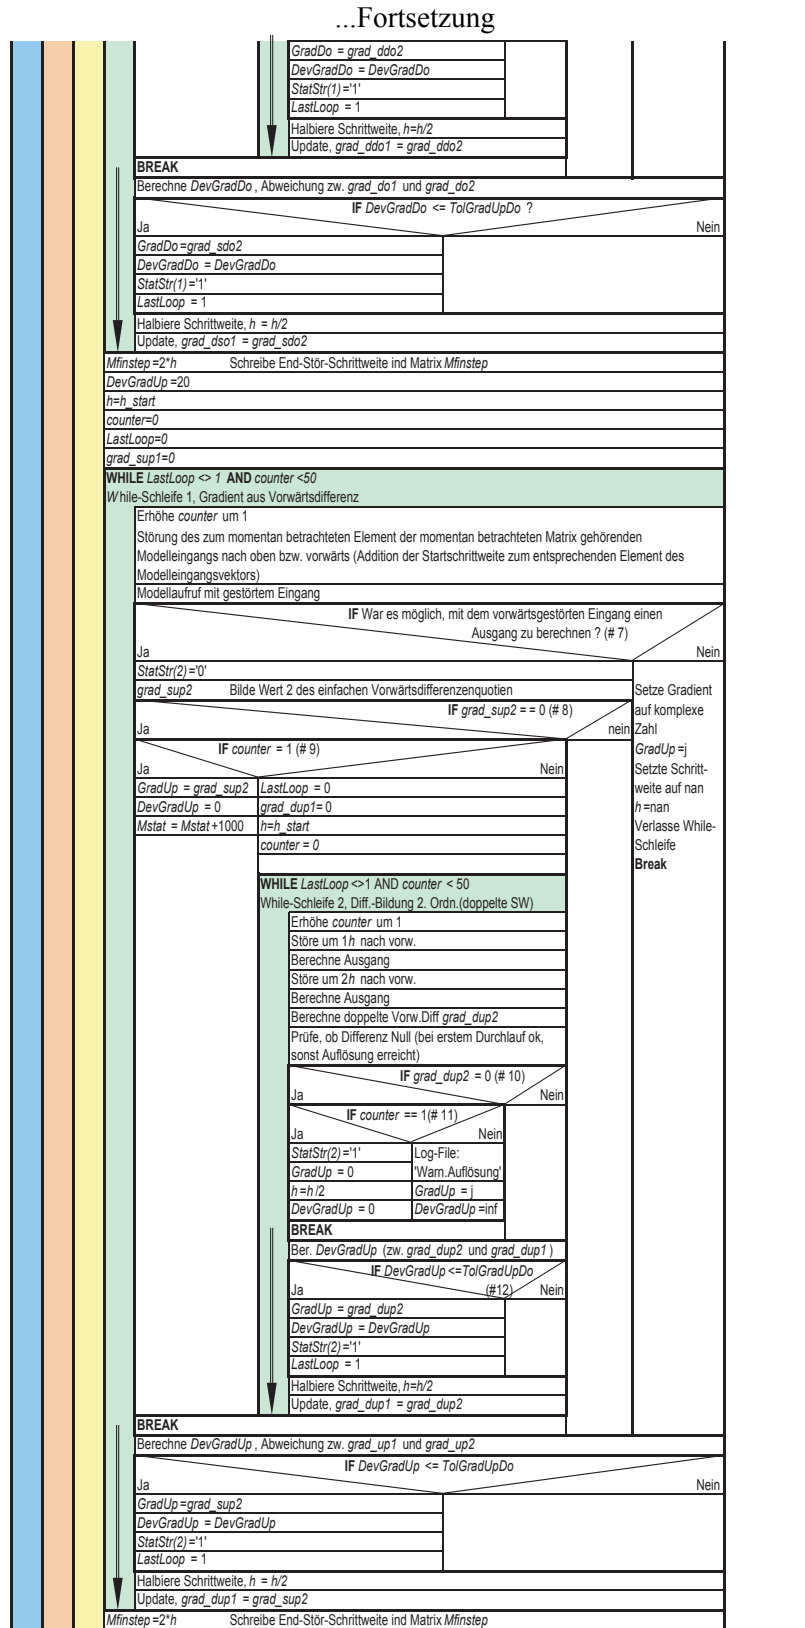 ...Fortsetzung
GradDo = grad_ddo2
DevGradDo = DevGradDo
StatStr(1)='1'
LastLoop = 1
Halbiere Schrittweite, h=h/2
Update, grad_ddo1 = grad_ddo2
BREAK
Berechne DevGradDo, Abweichung zw. grad_do1 und grad_do2
IF DevGradDo <= TolGradUpDo ?
Ja Nein
GradDo=grad_sdo2
DevGradDo = DevGradDo
StatStr(1)='1'
LastLoop = 1
Halbiere Schrittweite, h = h/2
Update, grad_dso1 = grad_sdo2
Mfinstep=2*h Schreibe End-Stör-Schrittweite ind Matrix Mfinstep
DevGradUp=20
h=h_start
counter=0
LastLoop=0
grad_sup1=0
WHILE LastLoop <> 1 AND counter <50
While-Schleife 1, Gradient aus Vorwärtsdifferenz
Erhöhe counter um 1
Störung des zum momentan betrachteten Element der momentan betrachteten Matrix gehörenden
Modelleingangs nach oben bzw. vorwärts (Addition der Startschrittweite zum entsprechenden Element des
Modelleingangsvektors)
Modellaufruf mit gestörtem Eingang
IF War es möglich, mit dem vorwärtsgestörten Eingang einen
Ausgang zu berechnen ? (# 7)
Ja Nein
StatStr(2)='0'
grad_sup2 Bilde Wert 2 des einfachen Vorwärtsdifferenzenquotien
IF grad_sup2 = = 0 (# 8)
Ja nein
Setze Gradient
auf komplexe
Zahl
GradUp=j
Setzte Schritt-
weite auf nan
h=nan
Verlasse While-
Schleife
Break
IF counter = 1 (# 9)
Ja Nein
GradUp = grad_sup2
DevGradUp = 0
Mstat = Mstat+1000
LastLoop = 0
grad_dup1= 0
h=h_start
counter = 0
WHILE LastLoop<>1 AND counter < 50
While-Schleife 2, Diff.-Bildung 2. Ordn.(doppelte SW)
Erhöhe counter um 1
Störe um 1h nach vorw.
Berechne Ausgang
Störe um 2h nach vorw.
Berechne Ausgang
Berechne doppelte Vorw.Diff grad_dup2
Prüfe, ob Differenz Null (bei erstem Durchlauf ok,
sonst Auflösung erreicht)
IF grad_dup2 = 0 (# 10)
Ja Nein
IF counter == 1(# 11)
Ja Nein
StatStr(2)='1'
GradUp = 0
h=h/2
DevGradUp = 0
Log-File:
'Warn.Auflösung'
GradUp = j
DevGradUp=inf
BREAK
Ber. DevGradUp (zw. grad_dup2 und grad_dup1)
IF DevGradUp <=TolGradUpDo
(#12)
Ja Nein
GradUp = grad_dup2
DevGradUp = DevGradUp
StatStr(2)='1'
LastLoop = 1
Halbiere Schrittweite, h=h/2
Update, grad_dup1 = grad_dup2
BREAK
Berechne DevGradUp, Abweichung zw. grad_up1 und grad_up2
IF DevGradUp <= TolGradUpDo
Ja Nein
GradUp=grad_sup2
DevGradUp = DevGradUp
StatStr(2)='1'
LastLoop = 1
Halbiere Schrittweite, h = h/2
Update, grad_dup1 = grad_sup2
Mfinstep=2*h Schreibe End-Stör-Schrittweite ind Matrix Mfinstep